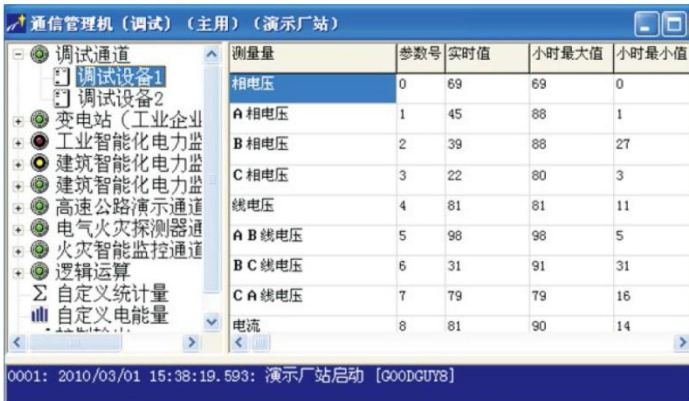 通信管理机（调试）（主用）（演示厂站）
调试通道
调试设备1
调试设备2
变电站（工业企业
工业智能化电力监
建筑智能化电力监
建筑智能化电力监
高速公路演示通道
电气火灾探测器通
火灾智能监控通道
逻辑运算
Σ 自定义统计量
自定义电能量
测量量 参数号 实时值 小时最大值 小时最小值
相电压 0 69 69 0
A 相电压 1 45 88 1
B 相电压 2 39 88 27
C 相电压 3 22 80 3
线电压 4 81 81 11
A B 线电压 5 98 98 5
B C 线电压 6 31 91 31
C A 线电压 7 79 79 16
电流 8 81 90 14
0001: 2010/03/01 15:38:19.593: 演示厂站启动 [GOODGUY8]